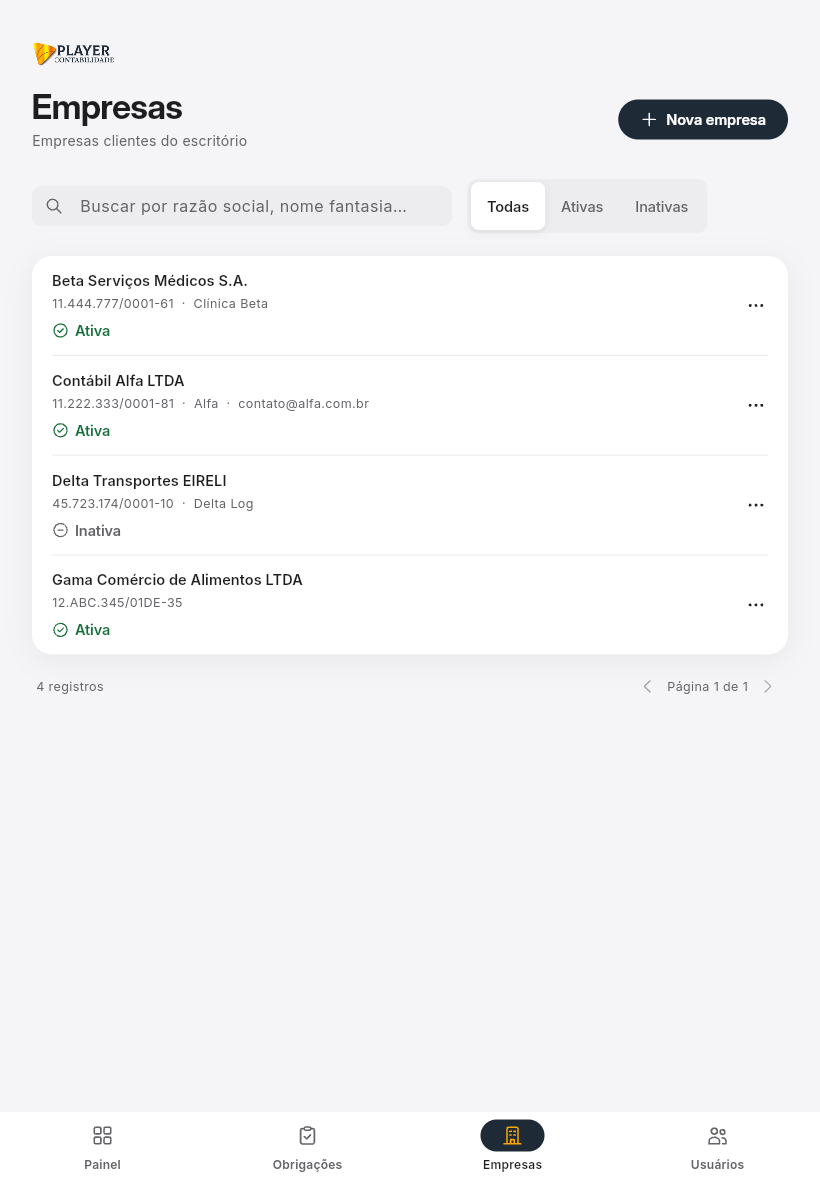 PLAYER
CONTABILIDADE
Empresas
Empresas clientes do escritório
Nova empresa
Buscar por razão social, nome fantasia...
Todas
Ativas
Inativas
Beta Serviços Médicos S.A.
11.444.777/0001-61 · Clínica Beta
Ativa
Contábil Alfa LTDA
11.222.333/0001-81 · Alfa · contato@alfa.com.br
Ativa
Delta Transportes EIRELI
45.723.174/0001-10 · Delta Log
Inativa
Gama Comércio de Alimentos LTDA
12.ABC.345/01DE-35
Ativa
4 registros
Página 1 de 1
Painel
Obrigações
Empresas
Usuários